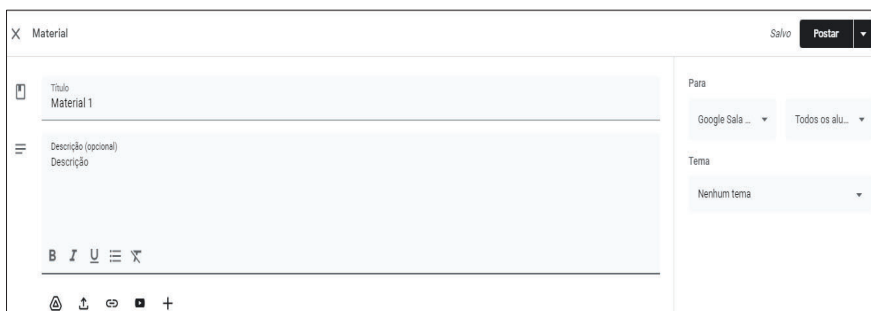 Material
Salvo
Postar
Título
Material 1
Descrição (opcional)
Descrição
B I U
Para
Google Sala ...
Todos os alu...
Tema
Nenhum tema